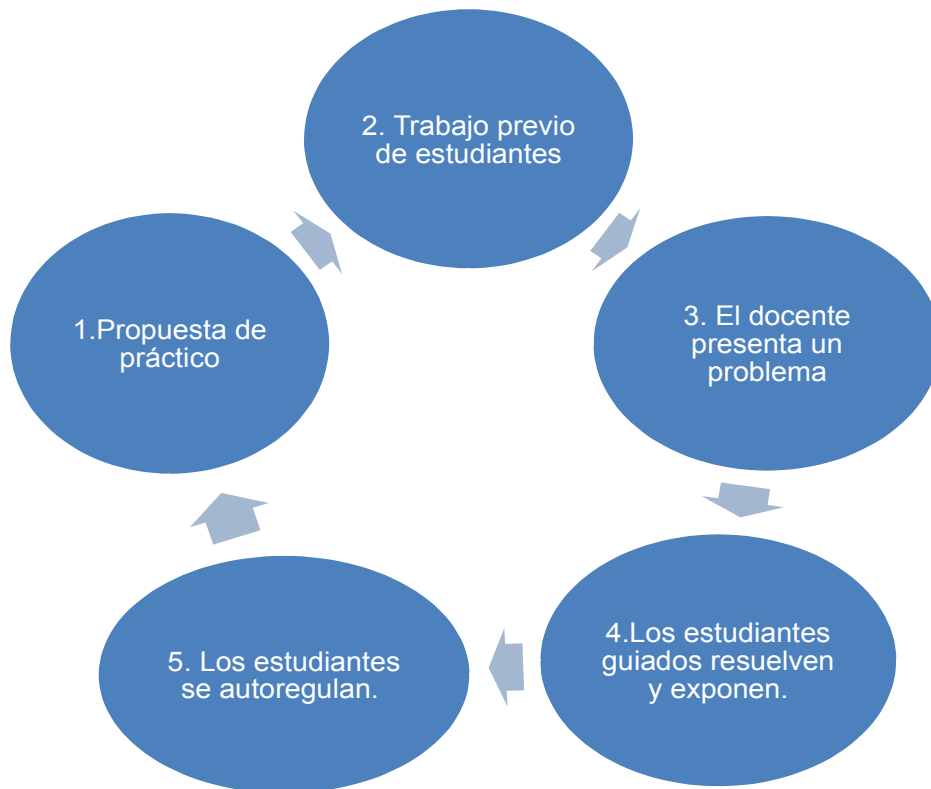 1.Propuesta de
práctico
2. Trabajo previo
de estudiantes
3. El docente
presenta un
problema
4.Los estudiantes
guiados resuelven
y exponen.
5. Los estudiantes
se autoregulan.